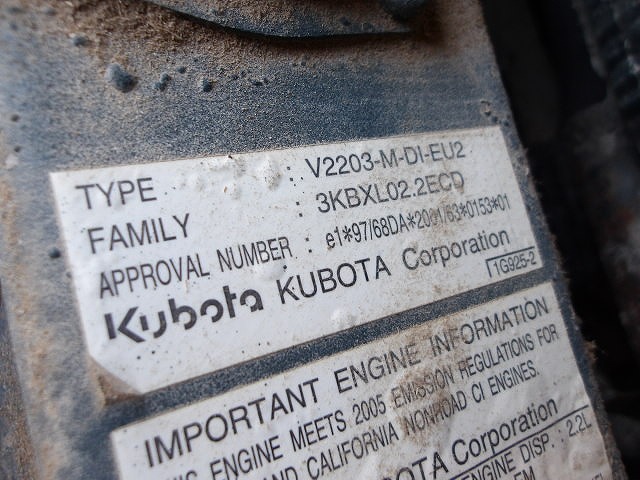 TYPE : V2203-M-DI-EU2
FAMILY : 3KBXL02.2ECD
APPROVAL NUMBER : e1*97/68DA*2001/63*0153*01
Kubota KUBOTA Corporation
1G925-2
IMPORTANT ENGINE INFORMATION
ENGINE MEETS 2005 EMISSION REGULATIONS FOR
AND CALIFORNIA NONROAD CI ENGINES.
Corporation
ENGINE DISP.: 2.2L